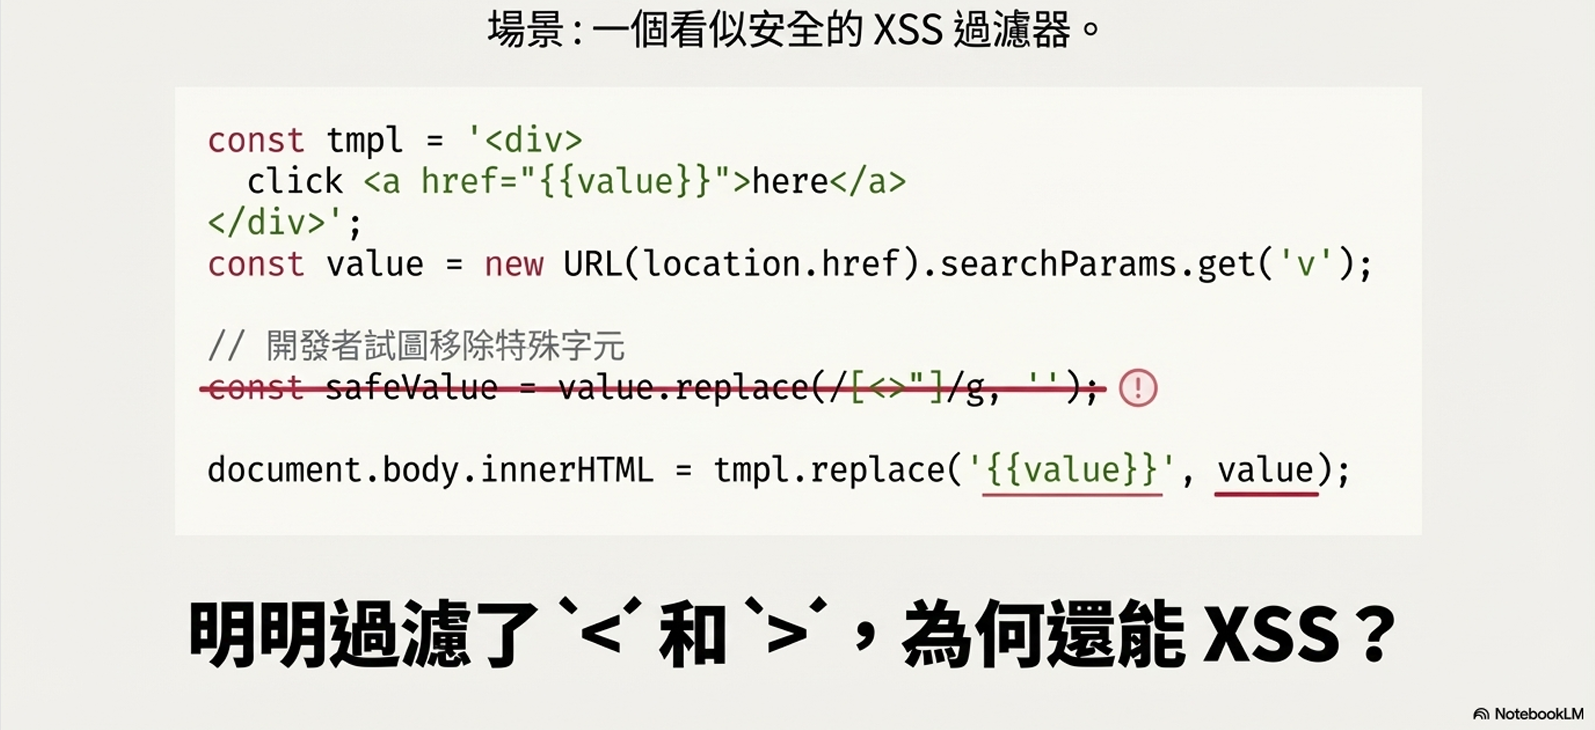 場景：一個看似安全的 XSS 過濾器。
const tmpl = '<div>
  click <a href="{{value}}">here</a>
</div>';
const value = new URL(location.href).searchParams.get('v');
// 開發者試圖移除特殊字元
const safeValue = value.replace(/[<>"]/g, '');
document.body.innerHTML = tmpl.replace('{{value}}', value);
明明過濾了 `<´ 和 `>´，為何還能 XSS？
NotebookLM